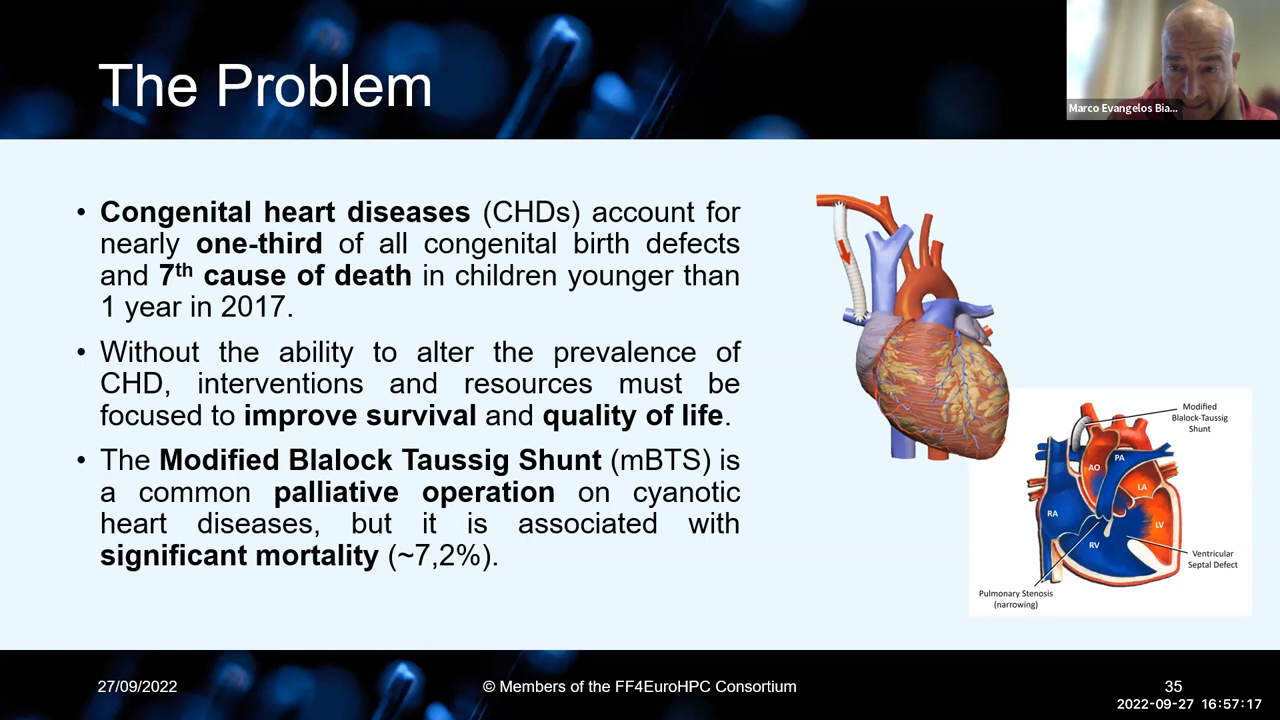 The Problem
Marco Evangelos Bia...
• Congenital heart diseases (CHDs) account for
nearly one-third of all congenital birth defects
and 7th cause of death in children younger than
1 year in 2017.
• Without the ability to alter the prevalence of
CHD, interventions and resources must be
focused to improve survival and quality of life.
• The Modified Blalock Taussig Shunt (mBTS) is
a common palliative operation on cyanotic
heart diseases, but it is associated with
significant mortality (~7,2%).
Modified
Blalock-Taussig
Shunt
PA
AO
LA
RA
LV
RV
Ventricular
Septal Defect
Pulmonary Stenosis
(narrowing)
27/09/2022
© Members of the FF4EuroHPC Consortium
35
2022-09-27 16:57:17